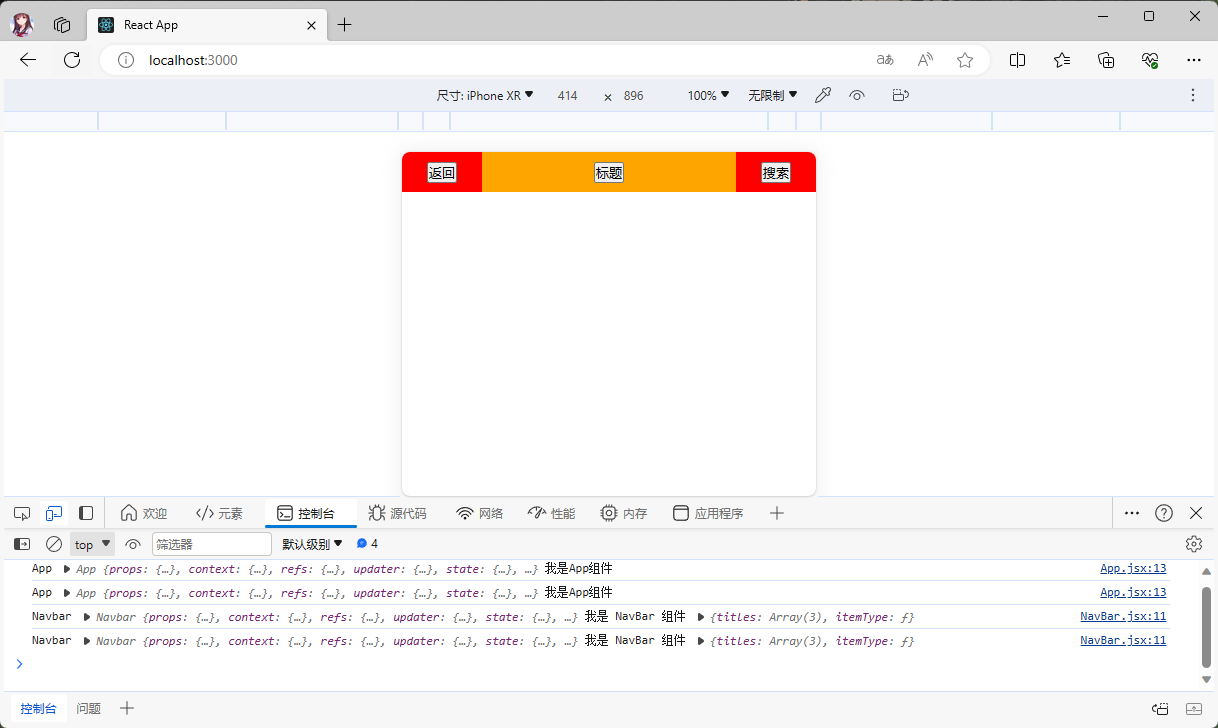 React App
localhost:3000
aあ
尺寸: iPhone XR ▼ 414 × 896 100% ▼ 无限制 ▼
返回 标题 搜索
欢迎 </> 元素 控制台 源代码 网络 性能 内存 应用程序
top ▼ 筛选器 默认级别 ▼ 4
App ▶ App {props: {…}, context: {…}, refs: {…}, updater: {…}, state: {…}, …} 我是App组件 App.jsx:13
App ▶ App {props: {…}, context: {…}, refs: {…}, updater: {…}, state: {…}, …} 我是App组件 App.jsx:13
Navbar ▶ Navbar {props: {…}, context: {…}, refs: {…}, updater: {…}, state: {…}, …} 我是 NavBar 组件 ▶ {titles: Array(3), itemType: ƒ} NavBar.jsx:11
Navbar ▶ Navbar {props: {…}, context: {…}, refs: {…}, updater: {…}, state: {…}, …} 我是 NavBar 组件 ▶ {titles: Array(3), itemType: ƒ} NavBar.jsx:11
控制台 问题